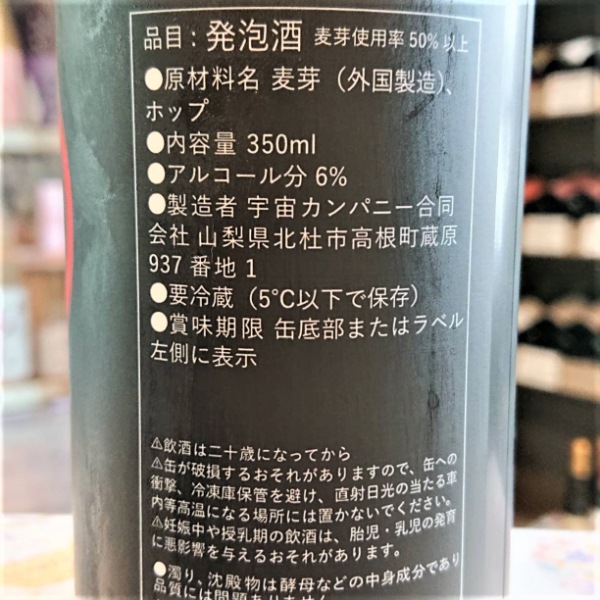 品目：発泡酒 麦芽使用率 50% 以上
●原材料名 麦芽（外国製造）、
ホップ
●内容量 350ml
●アルコール分 6%
●製造者 宇宙カンパニー合同
会社 山梨県北杜市高根町蔵原
937 番地 1
●要冷蔵（5℃以下で保存）
●賞味期限 缶底部またはラベル
左側に表示
⚠飲酒は二十歳になってから
⚠缶が破損するおそれがありますので、缶への
衝撃、冷凍庫保管を避け、直射日光の当たる車
内等高温になる場所には置かないでください。
⚠妊娠中や授乳期の飲酒は、胎児・乳児の発育
に悪影響を与えるおそれがあります。
●濁り、沈殿物は酵母などの中身成分であり
品質には問題ありません